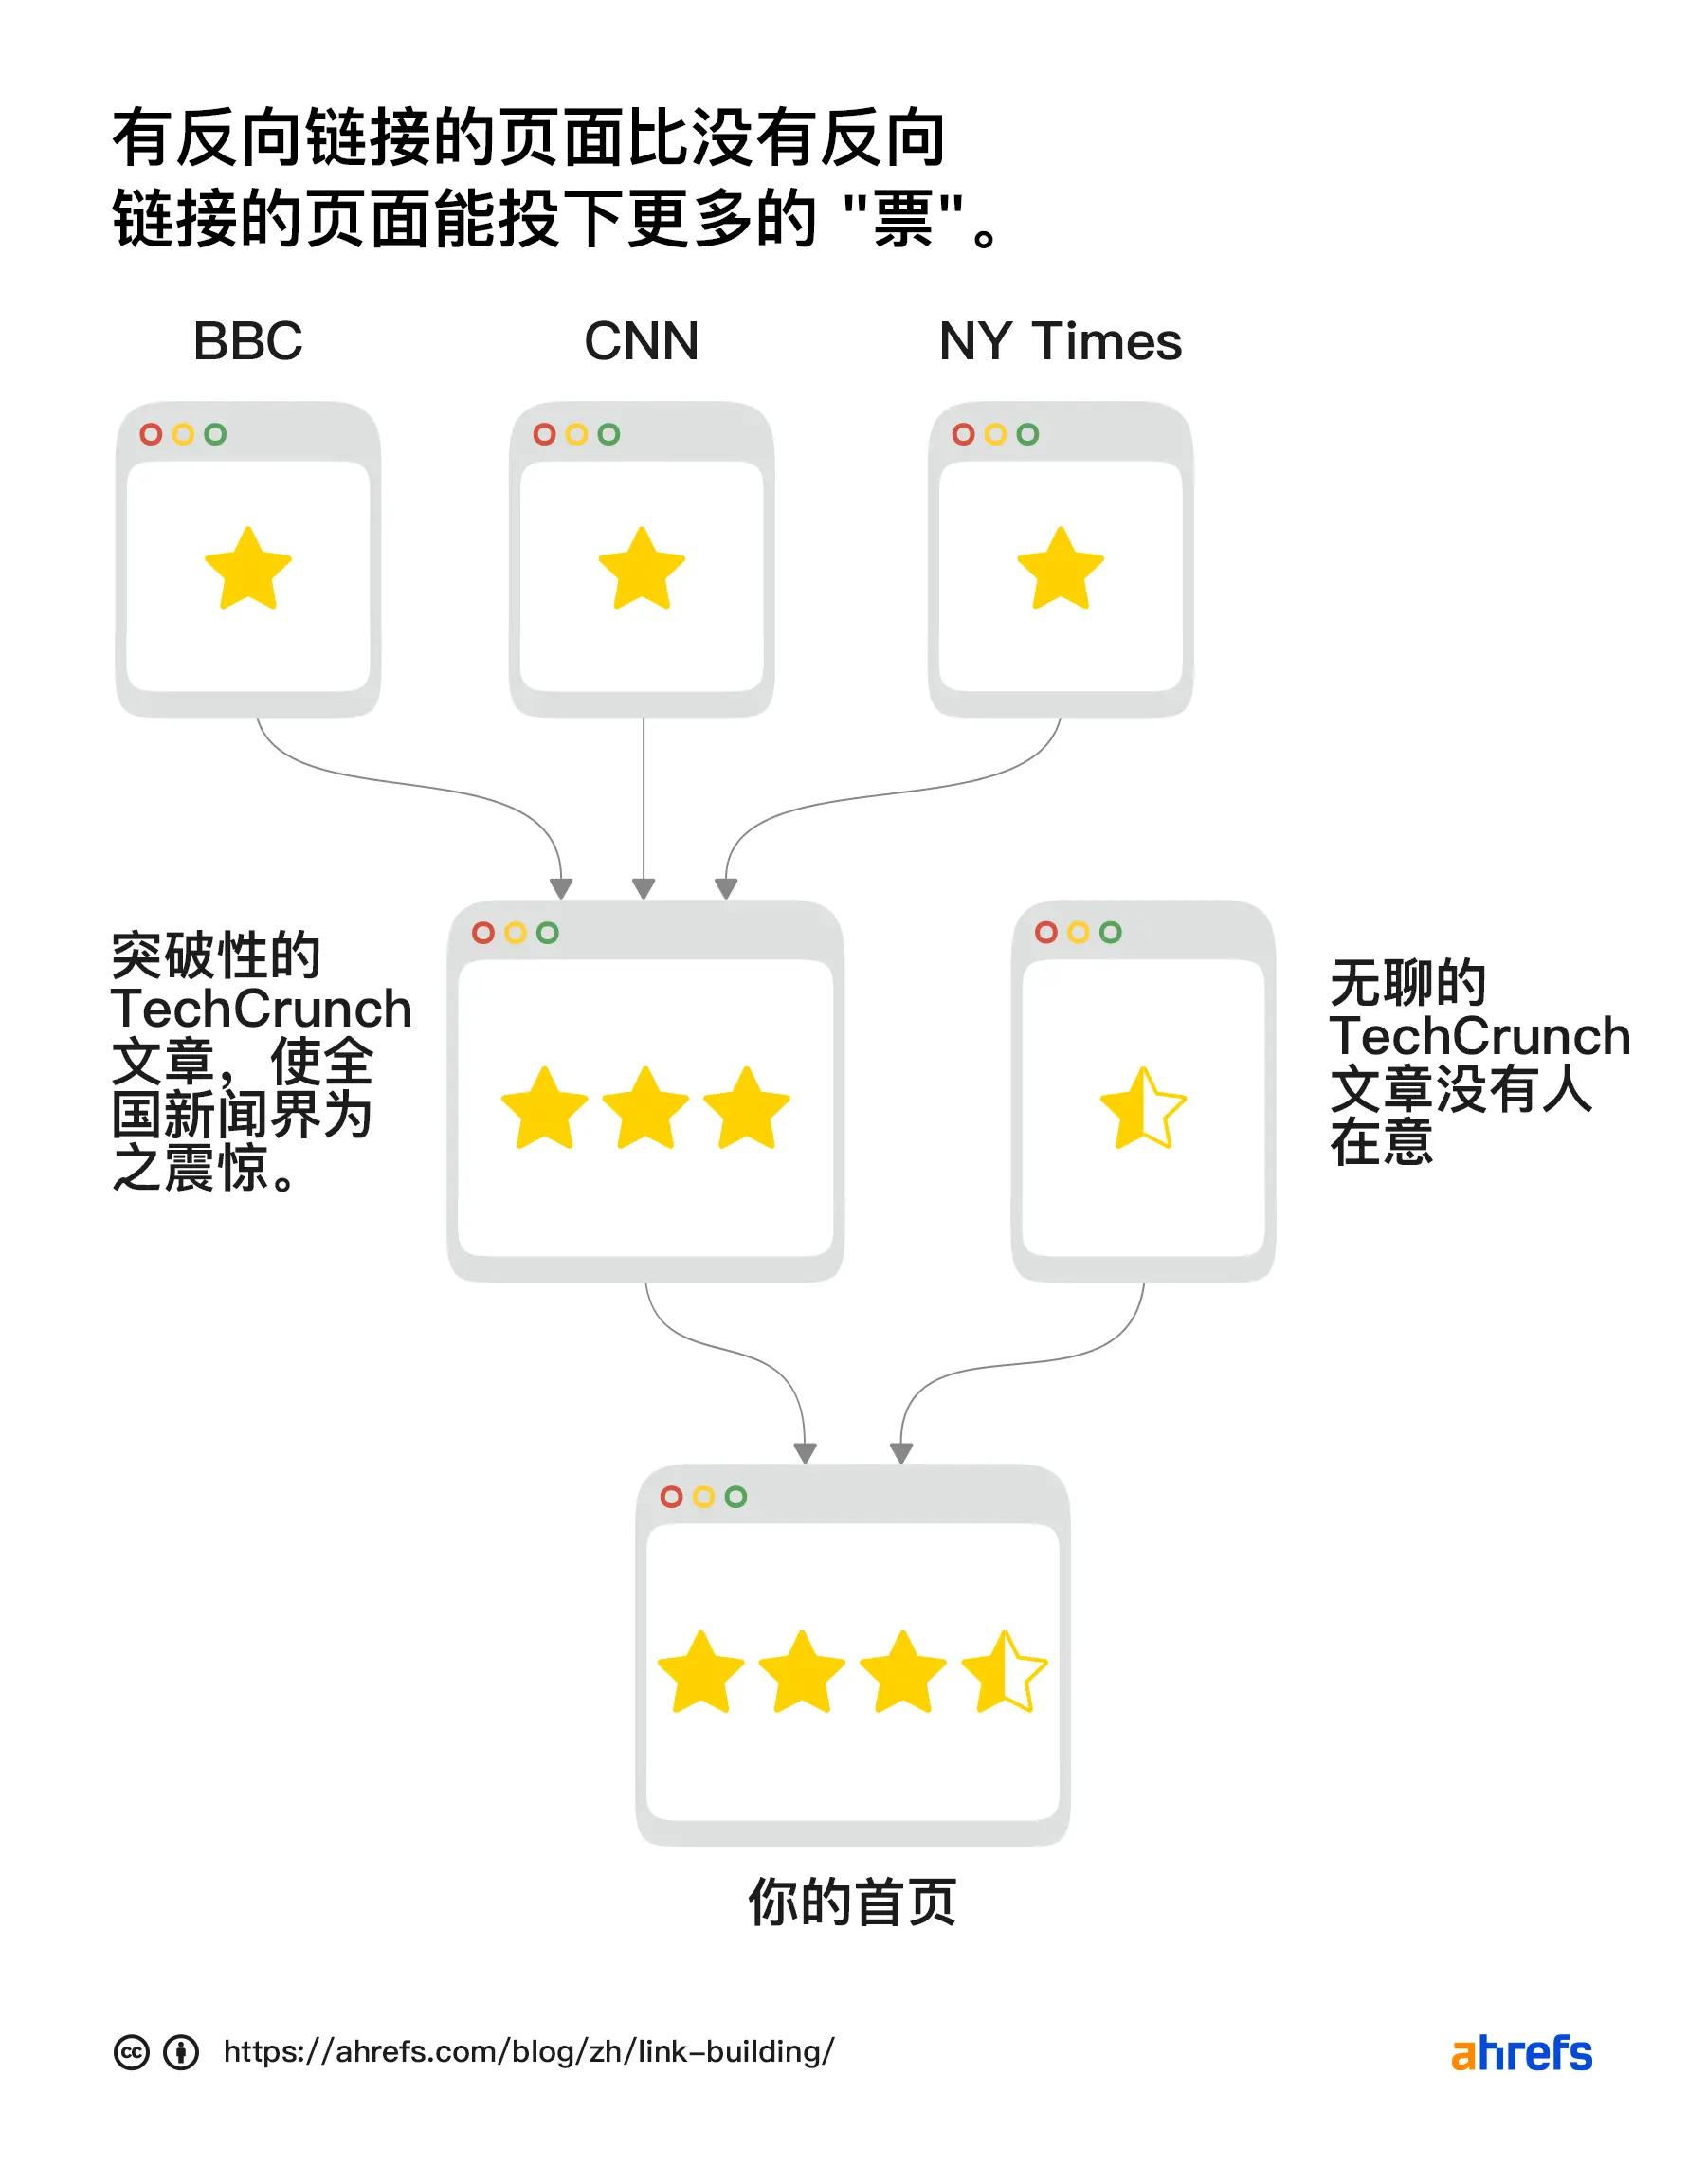 有反向链接的页面比没有反向
链接的页面能投下更多的 "票"。
BBC
CNN
NY Times
突破性的
TechCrunch
文章，使全
国新闻界为
之震惊。
无聊的
TechCrunch
文章没有人
在意
你的首页
cc
https://ahrefs.com/blog/zh/link-building/
ahrefs